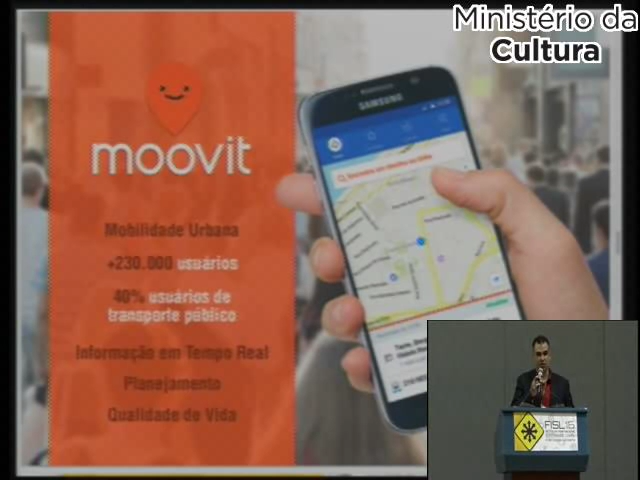 Ministério da
Cultura
moovit
SAMSUNG
Mobilidade Urbana
+230.000 usuários
40% usuários de
transporte público
Informação em Tempo Real
Planejamento
Qualidade de Vida
FISL16